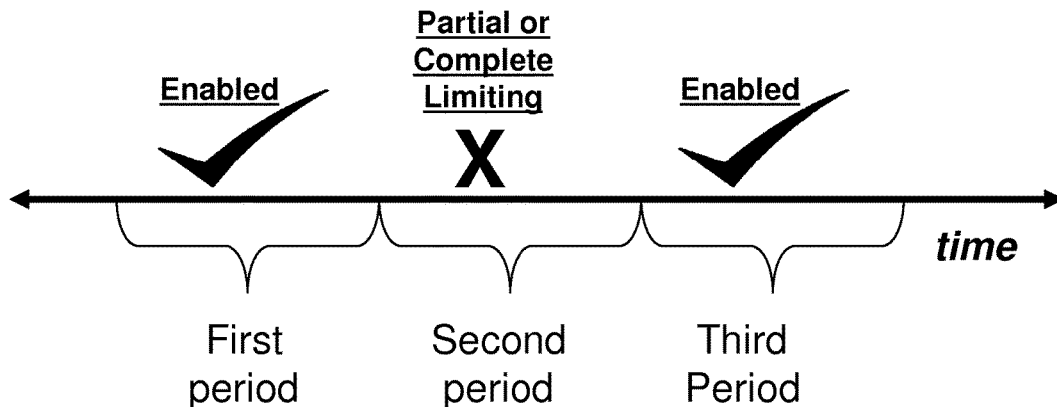 Partial or
Complete
Limiting
Enabled
X
Enabled
time
First
period
Second
period
Third
Period